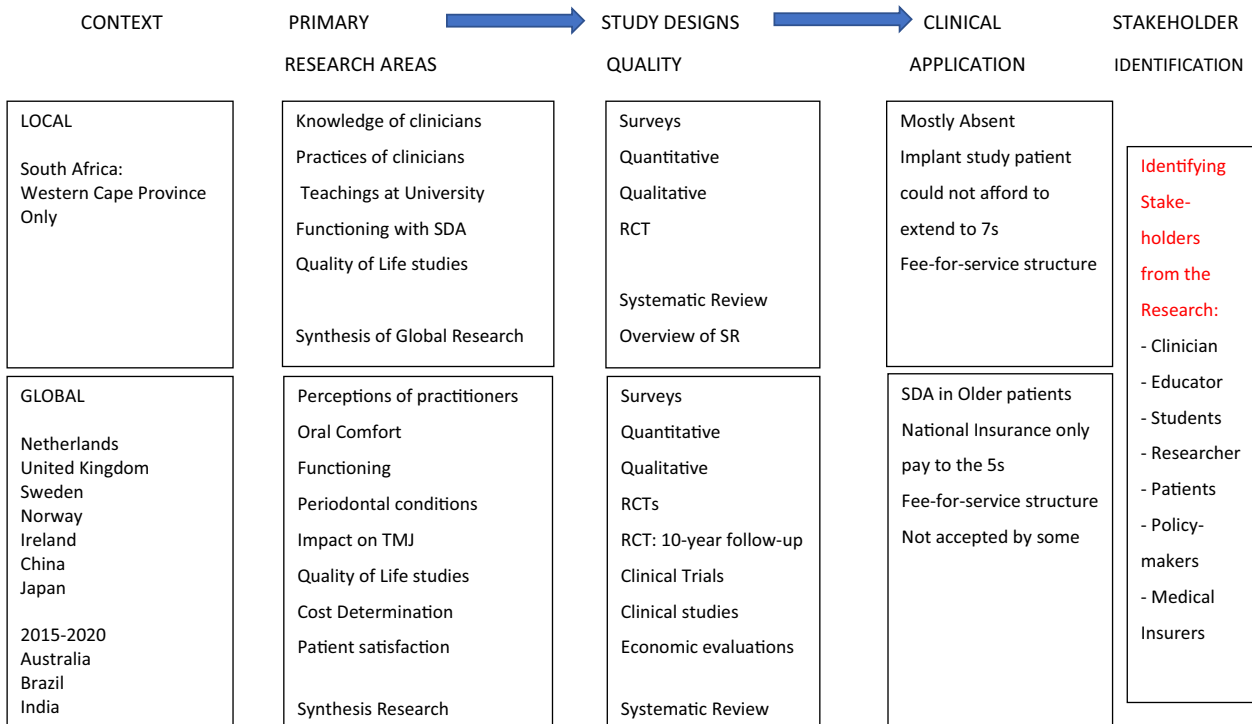 CONTEXT
PRIMARY
RESEARCH AREAS
STUDY DESIGNS
QUALITY
CLINICAL
APPLICATION
STAKEHOLDER
IDENTIFICATION
LOCAL
South Africa:
Western Cape Province
Only
Knowledge of clinicians
Practices of clinicians
Teachings at University
Functioning with SDA
Quality of Life studies
Synthesis of Global Research
Surveys
Quantitative
Qualitative
RCT
Systematic Review
Overview of SR
Mostly Absent
Implant study patient
could not afford to
extend to 7s
Fee-for-service structure
GLOBAL
Netherlands
United Kingdom
Sweden
Norway
Ireland
China
Japan
2015-2020
Australia
Brazil
India
Perceptions of practitioners
Oral Comfort
Functioning
Periodontal conditions
Impact on TMJ
Quality of Life studies
Cost Determination
Patient satisfaction
Synthesis Research
Surveys
Quantitative
Qualitative
RCTs
RCT: 10-year follow-up
Clinical Trials
Clinical studies
Economic evaluations
Systematic Review
SDA in Older patients
National Insurance only
pay to the 5s
Fee-for-service structure
Not accepted by some
Identifying
Stake-
holders
from the
Research:
- Clinician
- Educator
- Students
- Researcher
- Patients
- Policy-
makers
- Medical
Insurers